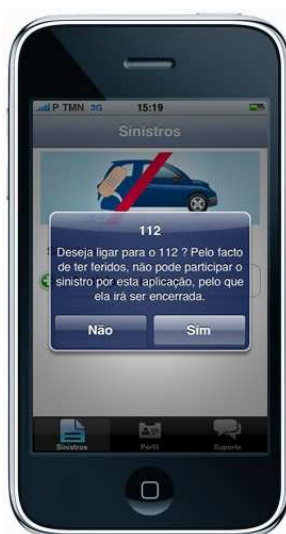 P TMN 3G 15:19
Sinistros
112
Deseja ligar para o 112 ? Pelo facto
de ter feridos, não pode participar o
sinistro por esta aplicação, pelo que
ela irá ser encerrada.
Não Sim
Sinistros Perfil Suporte